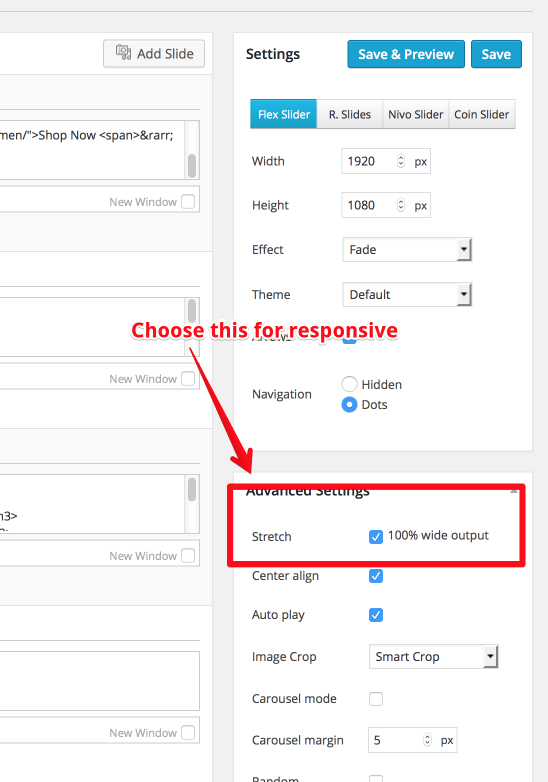 Add Slide
men/">Shop Now <span>&rarr;
New Window
New Window
n3>
New Window
New Window
Settings
Save & Preview
Save
Flex Slider
R. Slides
Nivo Slider
Coin Slider
Width
1920
px
Height
1080
px
Effect
Fade
Theme
Default
Choose this for responsive
Arrows
Navigation
Hidden
Dots
Advanced Settings
Stretch
100% wide output
Center align
Auto play
Image Crop
Smart Crop
Carousel mode
Carousel margin
5
px
Random